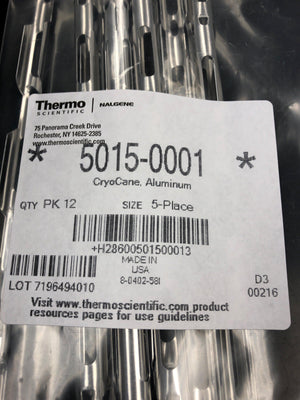 Thermo
SCIENTIFIC
NALGENE
75 Panorama Creek Drive
Rochester, NY 14625-2385
www.thermoscientific.com
* 5015-0001 *
CryoCane, Aluminum
QTY PK 12 SIZE 5-Place
+H28600501500013
MADE IN
USA
8-0402-58I
LOT 7196494010
D3
00216
Visit www.thermoscientific.com product
resources pages for use guidelines